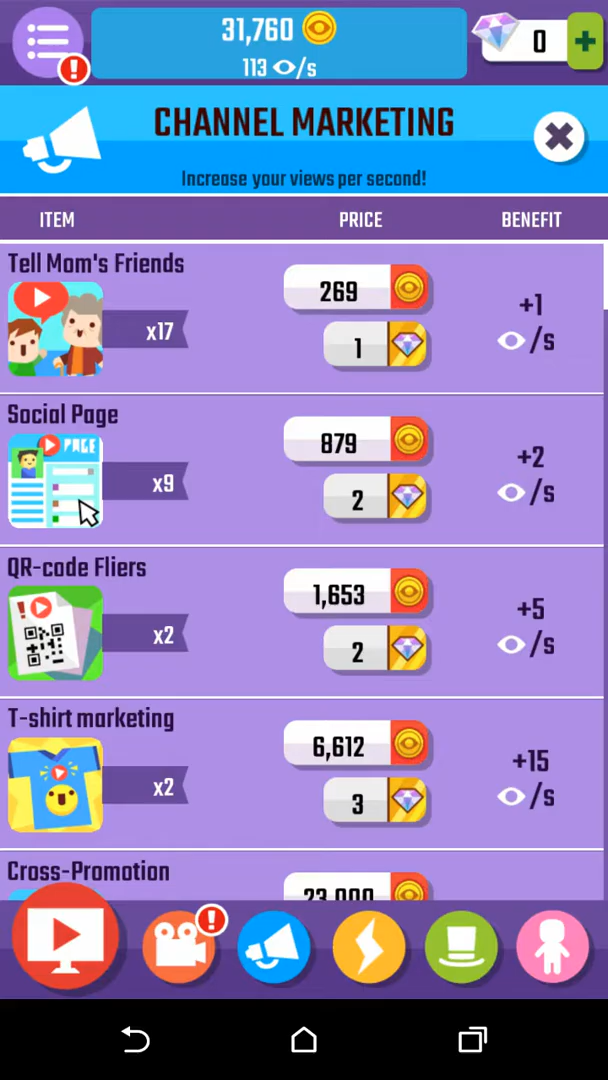 31,760
113 /s
0
CHANNEL MARKETING
Increase your views per second!
ITEM PRICE BENEFIT
Tell Mom's Friends
x17
269
1
+1
/s
Social Page
PAGE
x9
879
2
+2
/s
QR-code Fliers
x2
1,653
2
+5
/s
T-shirt marketing
x2
6,612
3
+15
/s
Cross-Promotion
23,000